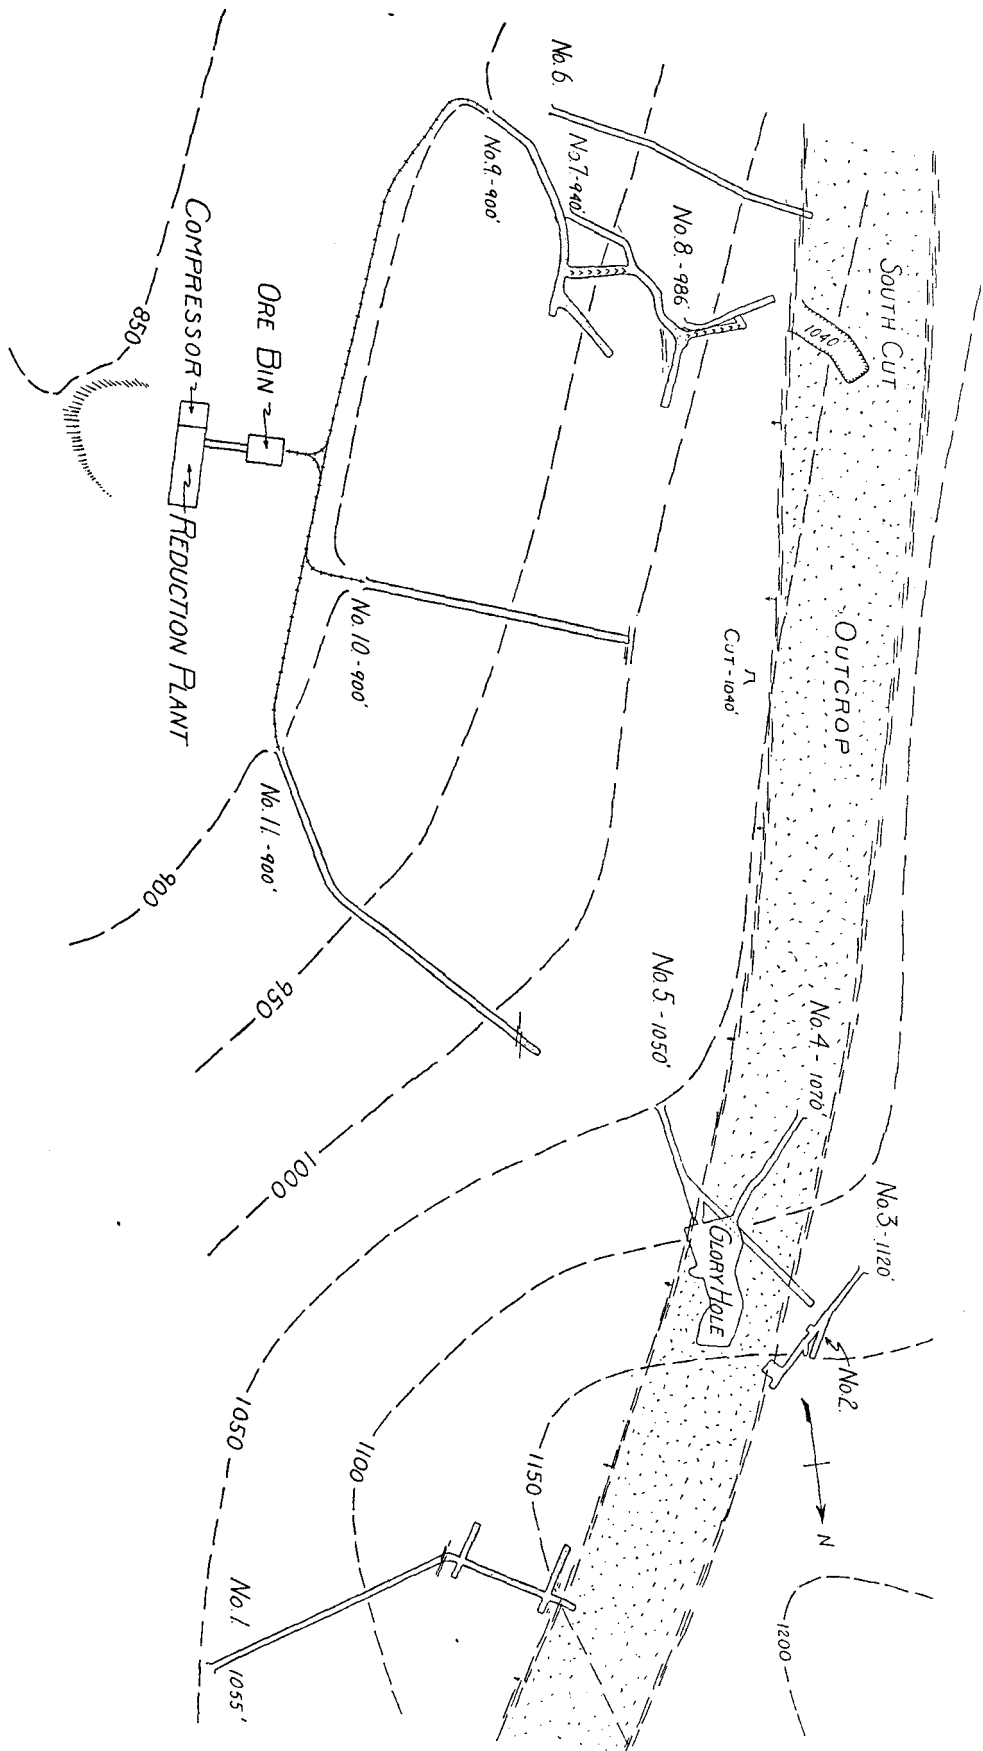 No.6.
No.7-940'
No.9.-900'
No.8.-986'
SOUTH CUT
1040'
850
COMPRESSOR
ORE BIN
REDUCTION PLANT
OUTCROP
CUT-1040'
No.10.-900'
No.11.-900'
900
950
1000
No.5-1050'
No.4-1070'
No.3-1120'
GLORY HOLE
No.2
N
1050
1100
1150
1200
No.1.
1055'